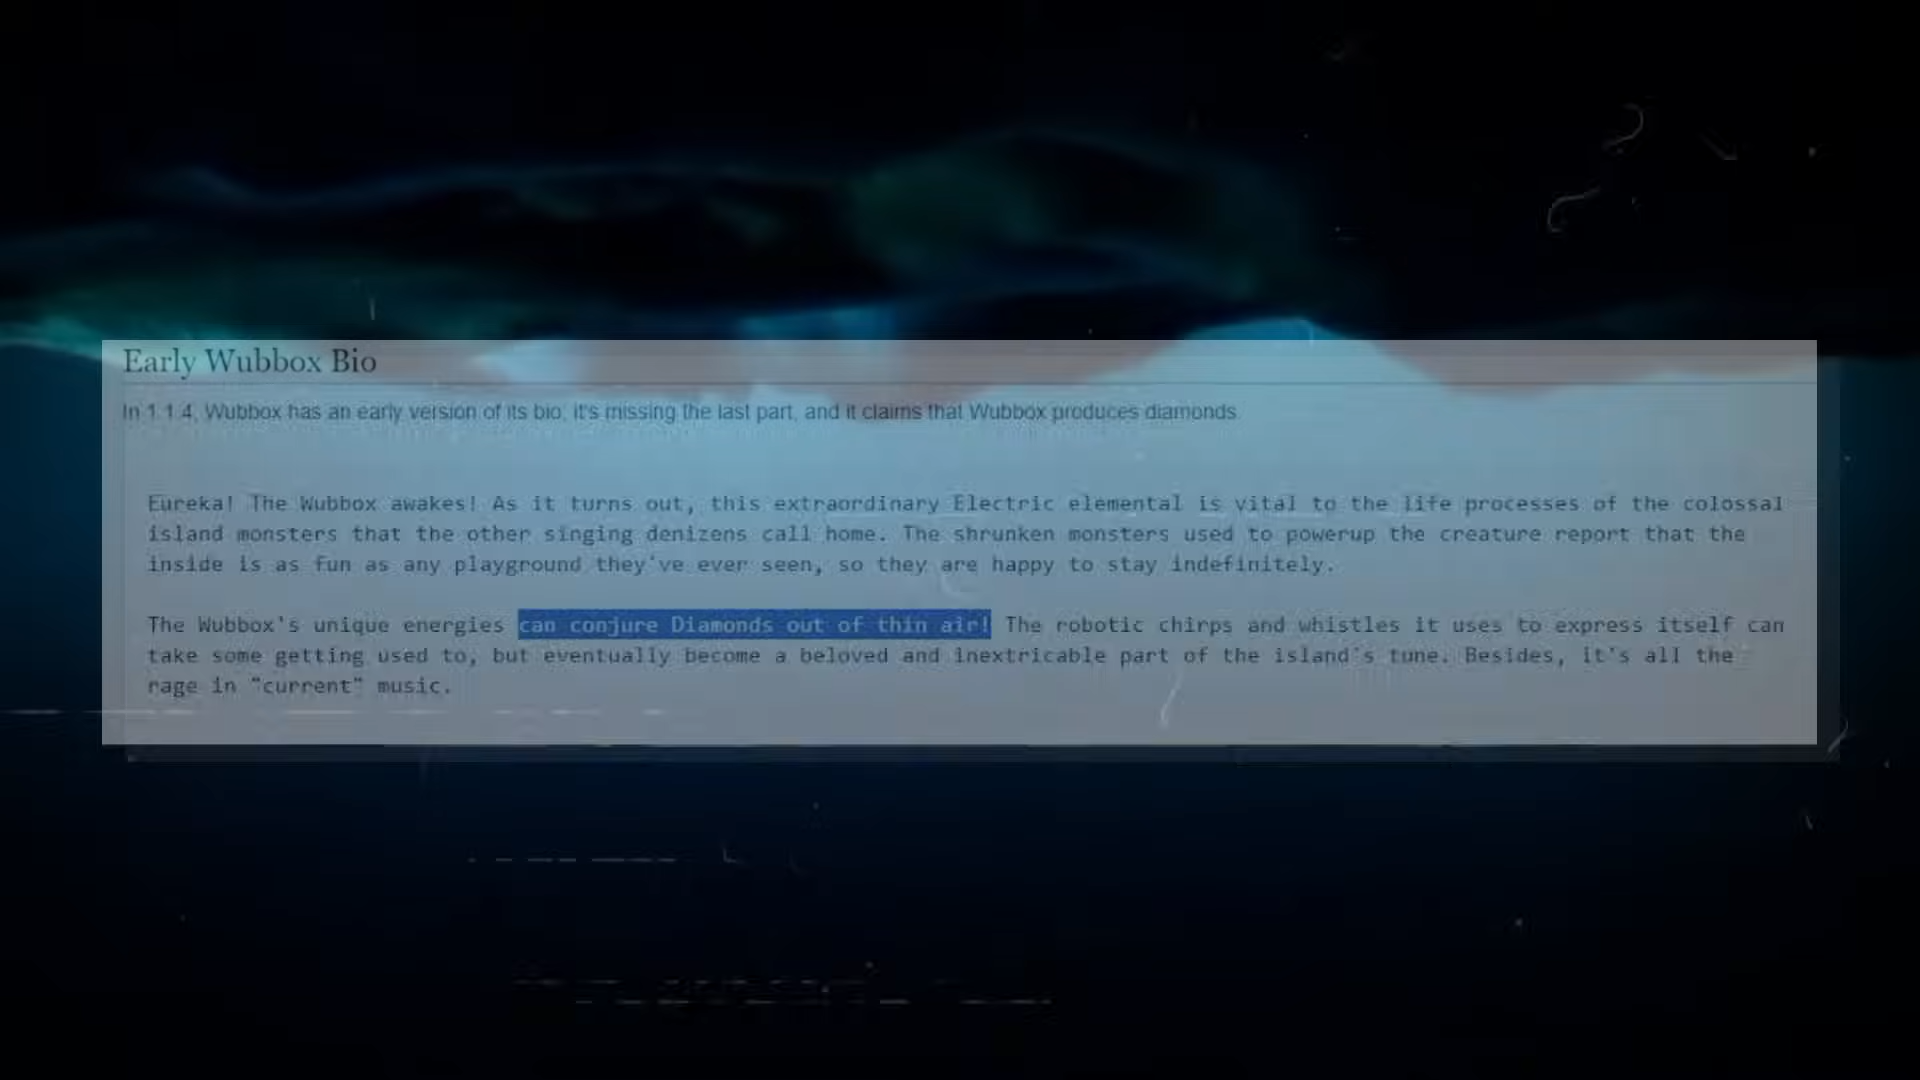 Early Wubbox Bio
In 1.1.4, Wubbox has an early version of its bio; it's missing the last part, and it claims that Wubbox produces diamonds.
Eureka! The Wubbox awakes! As it turns out, this extraordinary Electric elemental is vital to the life processes of the colossal
island monsters that the other singing denizens call home. The shrunken monsters used to powerup the creature report that the
inside is as fun as any playground they've ever seen, so they are happy to stay indefinitely.
The Wubbox's unique energies can conjure Diamonds out of thin air! The robotic chirps and whistles it uses to express itself can
take some getting used to, but eventually become a beloved and inextricable part of the island's tune. Besides, it's all the
rage in "current" music.